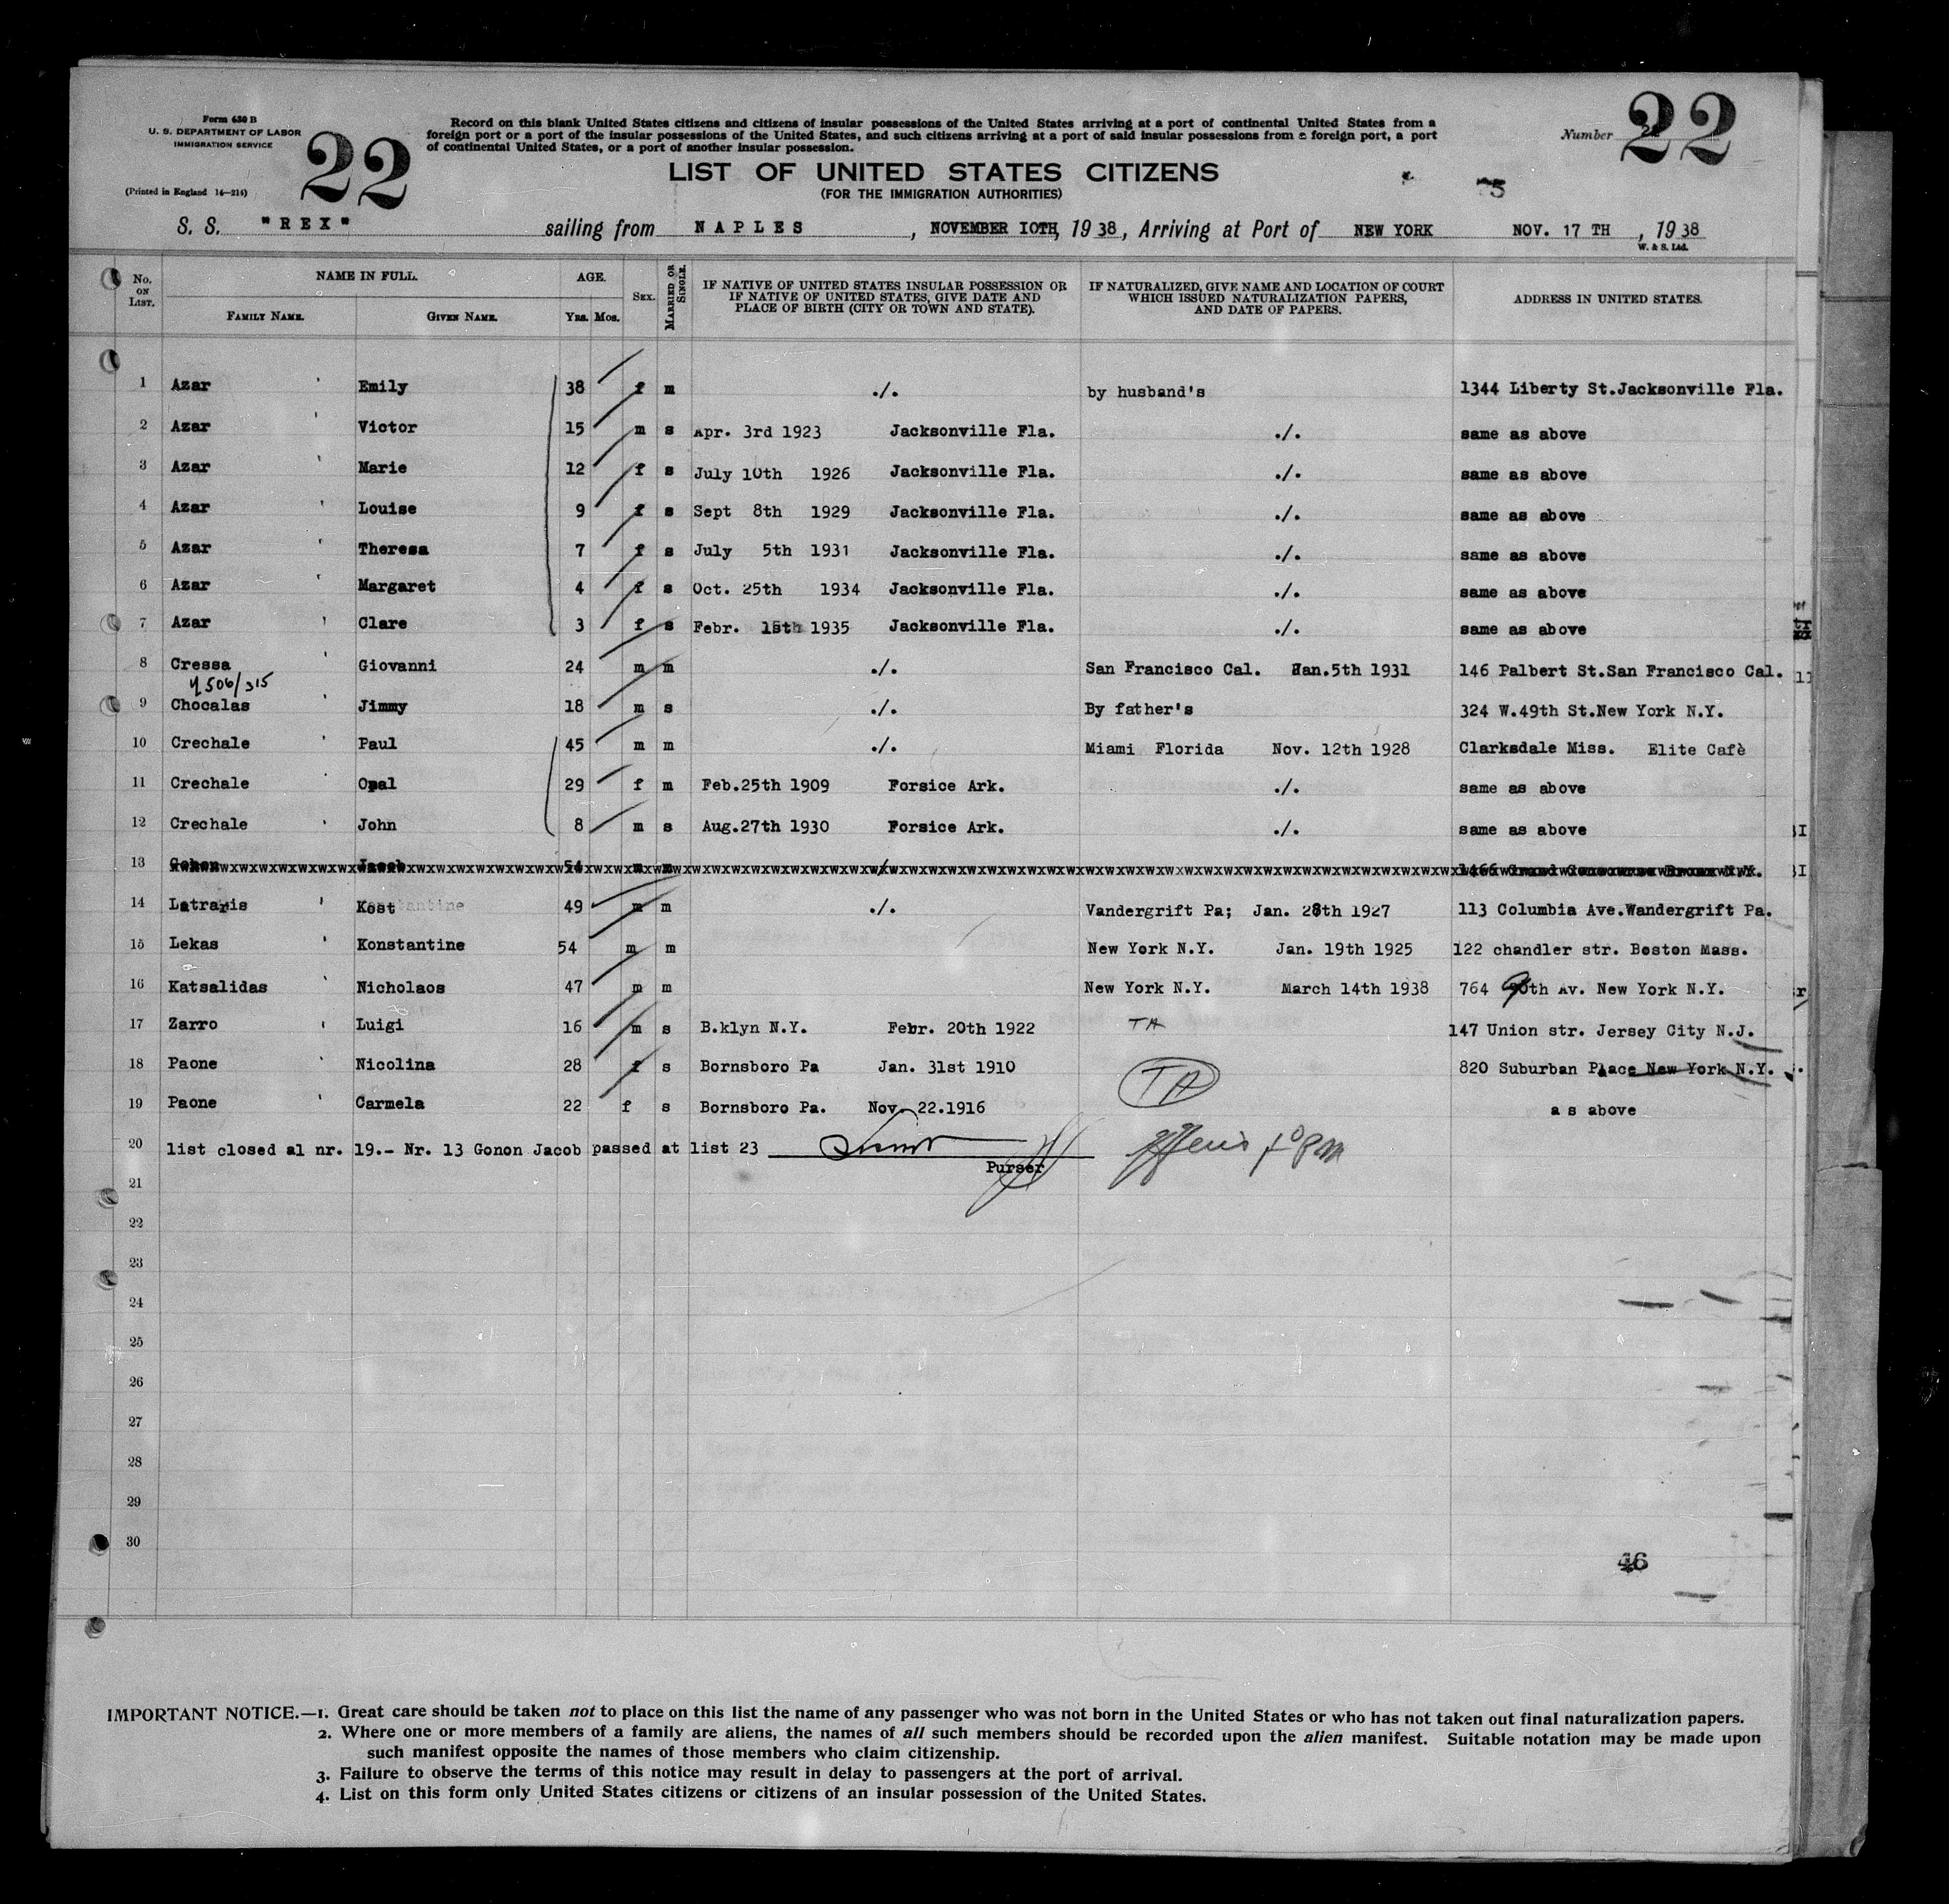 Form 630 B
U. S. DEPARTMENT OF LABOR
IMMIGRATION SERVICE
22
(Printed in England 14—214)
Record on this blank United States citizens and citizens of insular possessions of the United States arriving at a port of continental United States from a
foreign port or a port of the insular possessions of the United States, and such citizens arriving at a port of said insular possessions from a foreign port, a port
of continental United States, or a port of another insular possession.
Number 22
LIST OF UNITED STATES CITIZENS
(FOR THE IMMIGRATION AUTHORITIES)
S. S. "REX" sailing from NAPLES, NOVEMBER IOTH, 19 38, Arriving at Port of NEW YORK NOV. 17 TH, 19 38
W. & S. Ltd.
No. ON LIST. NAME IN FULL. FAMILY NAME. GIVEN NAME. AGE. YRS. MOS. SEX. MARRIED OR SINGLE. IF NATIVE OF UNITED STATES INSULAR POSSESSION OR IF NATIVE OF UNITED STATES, GIVE DATE AND PLACE OF BIRTH (CITY OR TOWN AND STATE). IF NATURALIZED, GIVE NAME AND LOCATION OF COURT WHICH ISSUED NATURALIZATION PAPERS, AND DATE OF PAPERS. ADDRESS IN UNITED STATES.
1 Azar Emily 38 f m ./. by husband's 1344 Liberty St.Jacksonville Fla.
2 Azar Victor 15 m s Apr. 3rd 1923 Jacksonville Fla. ./. same as above
3 Azar Marie 12 f s July 10th 1926 Jacksonville Fla. ./. same as above
4 Azar Louise 9 f s Sept 8th 1929 Jacksonville Fla. ./. same as above
5 Azar Theresa 7 f s July 5th 1931 Jacksonville Fla. ./. same as above
6 Azar Margaret 4 f s Oct. 25th 1934 Jacksonville Fla. ./. same as above
7 Azar Clare 3 f s Febr. 15th 1935 Jacksonville Fla. ./. same as above
8 Cressa Giovanni 24 m m ./. San Francisco Cal. Jan.5th 1931 146 Palbert St.San Francisco Cal.
4506/315
9 Chocalas Jimmy 18 m s ./. By father's 324 W.49th St.New York N.Y.
10 Crechale Paul 45 m m ./. Miami Florida Nov. 12th 1928 Clarksdale Miss. Elite Cafè
11 Crechale Opal 29 f m Feb.25th 1909 Forsice Ark. ./. same as above
12 Crechale John 8 m s Aug.27th 1930 Forsice Ark. ./. same as above
13 Jacob 54 m m 1466 Grand Concourse Bronx N.Y.
14 Latraris Kostantine 49 m m ./. Vandergrift Pa; Jan. 28th 1927 113 Columbia Ave.Wandergrift Pa.
15 Lekas Konstantine 54 m m New York N.Y. Jan. 19th 1925 122 chandler str. Boston Mass.
16 Katsalidas Nicholaos 47 m m New York N.Y. March 14th 1938 764 9th Av. New York N.Y.
17 Zarro Luigi 16 m s B.klyn N.Y. Febr. 20th 1922 TA 147 Union str. Jersey City N.J.
18 Paone Nicolina 28 f s Bornsboro Pa Jan. 31st 1910 TA 820 Suburban Place New York N.Y.
19 Paone Carmela 22 f s Bornsboro Pa. Nov. 22.1916 as above
20 list closed al nr. 19.- Nr. 13 Gonon Jacob passed at list 23
Purser
21
22
23
24
25
26
27
28
29
30
46
IMPORTANT NOTICE.—1. Great care should be taken not to place on this list the name of any passenger who was not born in the United States or who has not taken out final naturalization papers.
2. Where one or more members of a family are aliens, the names of all such members should be recorded upon the alien manifest. Suitable notation may be made upon
such manifest opposite the names of those members who claim citizenship.
3. Failure to observe the terms of this notice may result in delay to passengers at the port of arrival.
4. List on this form only United States citizens or citizens of an insular possession of the United States.